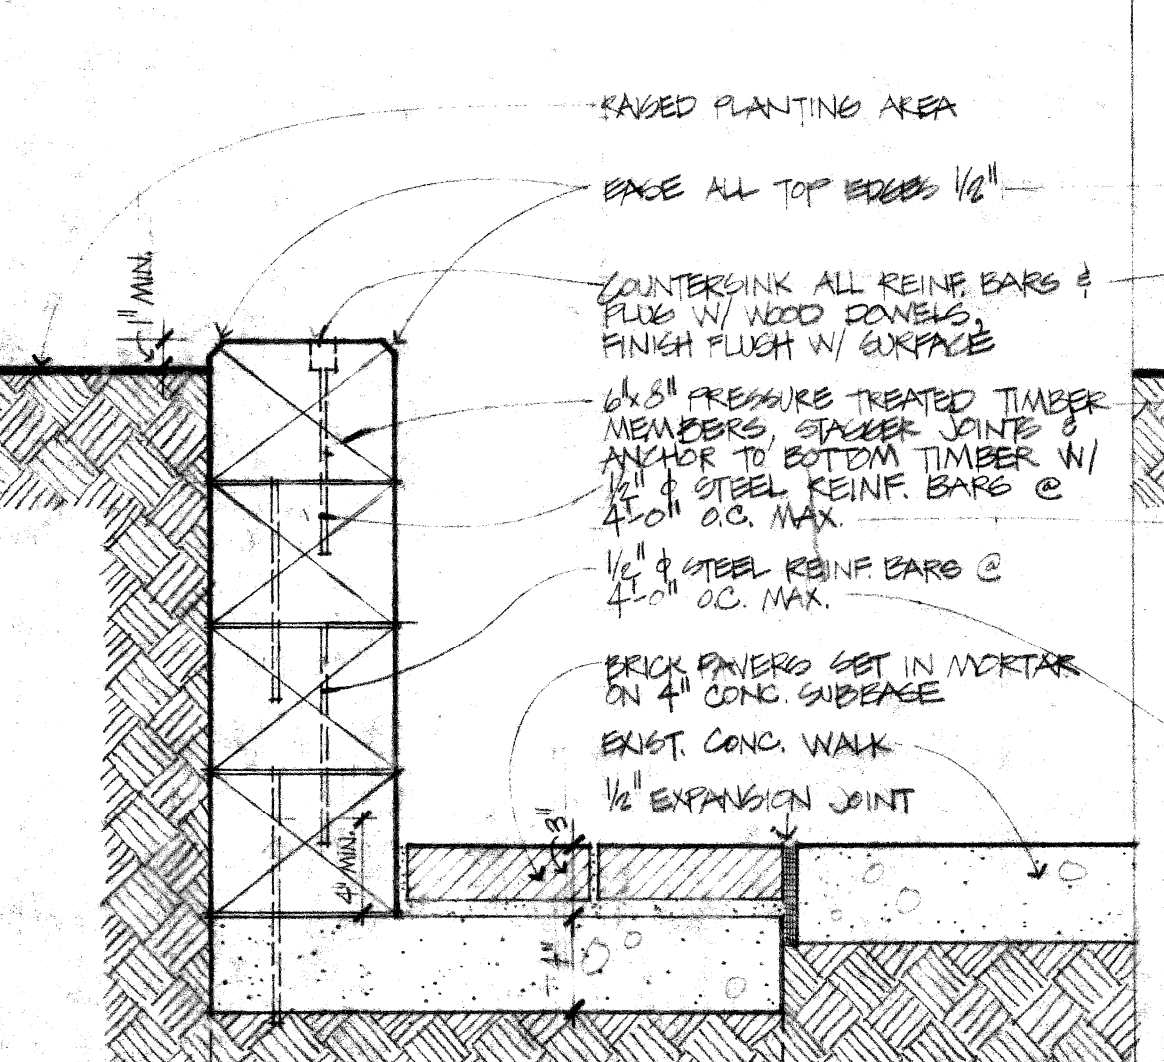 RAISED PLANTING AREA
EASE ALL TOP EDGES 1/2"
1" MIN.
COUNTERSINK ALL REINF. BARS &
PLUG W/ WOOD DOWELS,
FINISH FLUSH W/ SURFACE
6"x8" PRESSURE TREATED TIMBER
MEMBERS, STAGGER JOINTS &
ANCHOR TO BOTTOM TIMBER W/
1/2" ϕ STEEL REINF. BARS @
4'-0" O.C. MAX.
1/2" ϕ STEEL REINF. BARS @
4'-0" O.C. MAX.
BRICK PAVERS SET IN MORTAR
ON 4" CONC. SUBBASE
EXIST. CONC. WALK
1/2" EXPANSION JOINT
3"
4" MIN.
4"